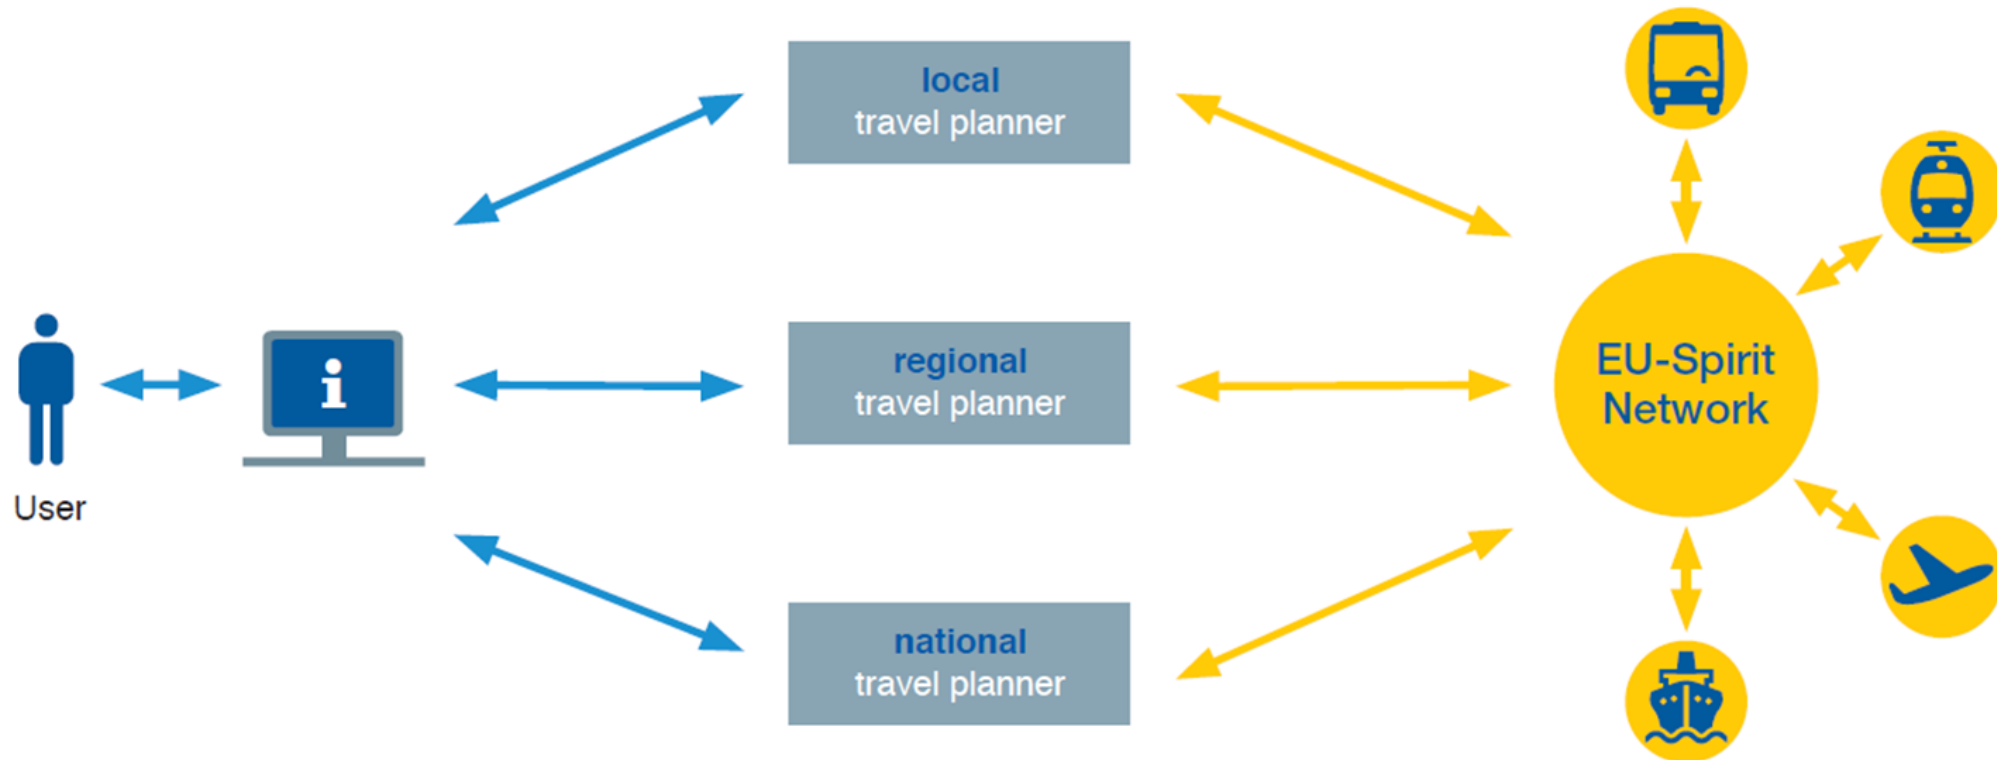 local
travel planner
regional
travel planner
EU-Spirit
Network
i
User
national
travel planner